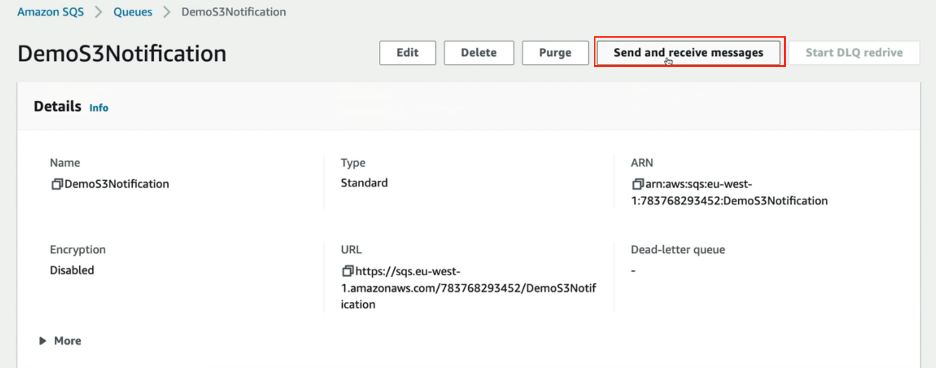 Amazon SQS > Queues > DemoS3Notification
DemoS3Notification
Edit
Delete
Purge
Send and receive messages
Start DLQ redrive
Details Info
Name
DemoS3Notification
Type
Standard
ARN
arn:aws:sqs:eu-west-
1:783768293452:DemoS3Notification
Encryption
Disabled
URL
https://sqs.eu-west-
1.amazonaws.com/783768293452/DemoS3Notif
ication
Dead-letter queue
-
More